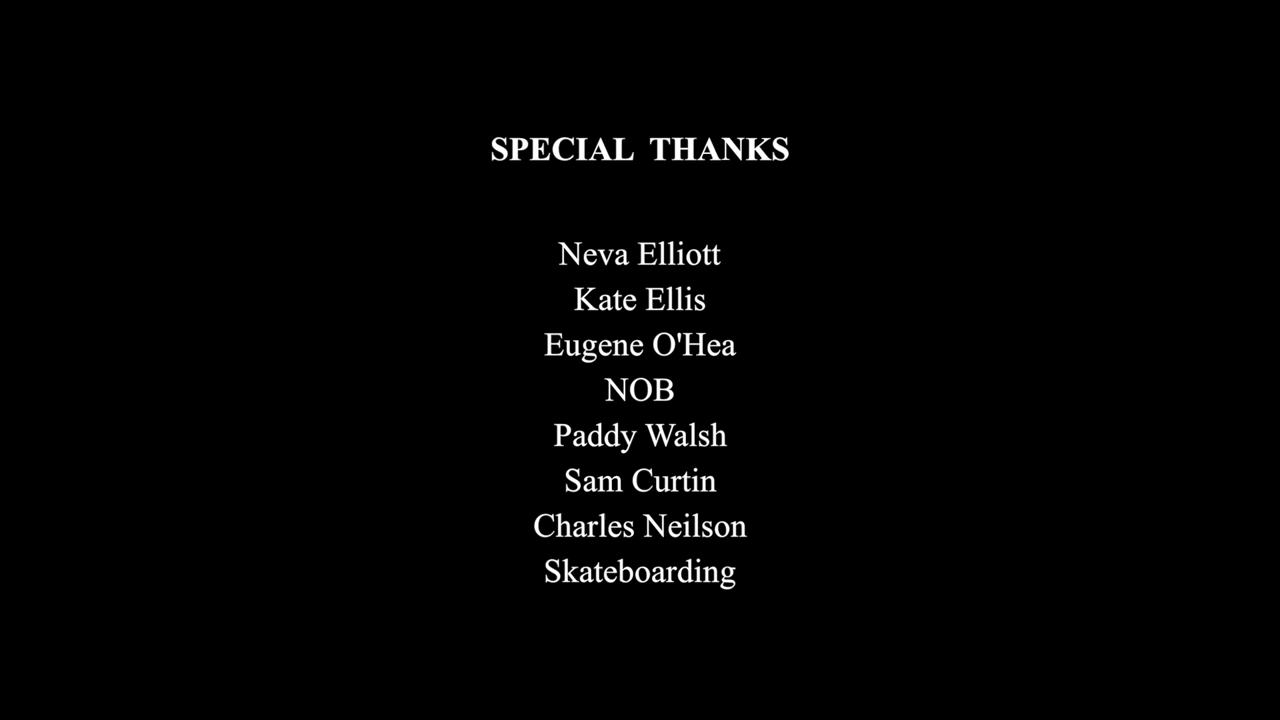 SPECIAL THANKS
Neva Elliott
Kate Ellis
Eugene O'Hea
NOB
Paddy Walsh
Sam Curtin
Charles Neilson
Skateboarding